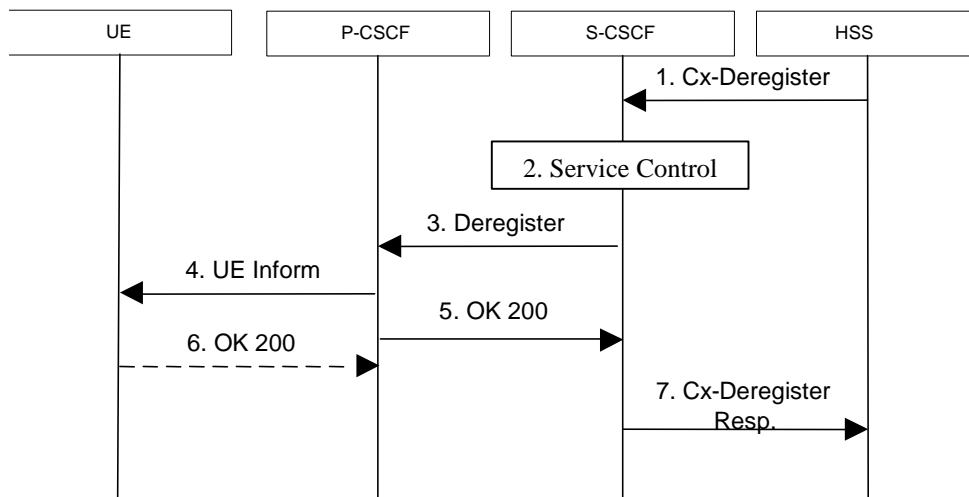 UE
P-CSCF
S-CSCF
HSS
1. Cx-Deregister
2. Service Control
3. Deregister
4. UE Inform
5. OK 200
6. OK 200
7. Cx-Deregister
Resp.